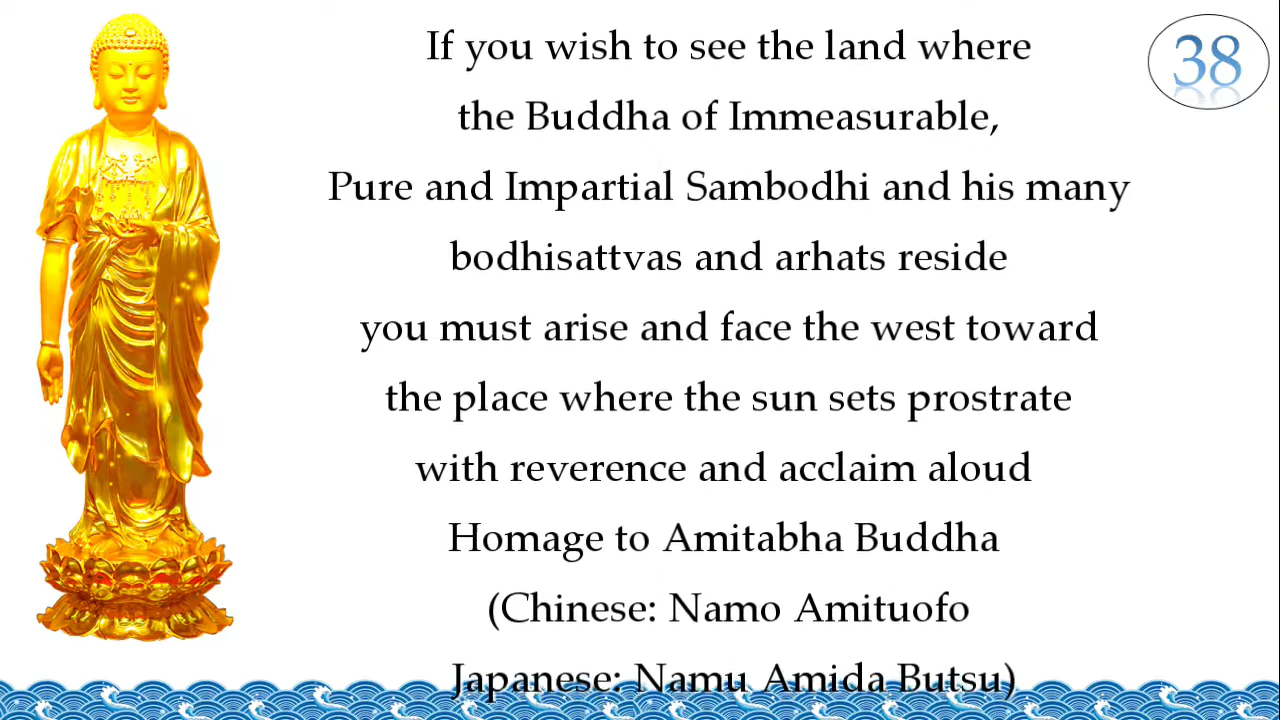 If you wish to see the land where
38
the Buddha of Immeasurable,
Pure and Impartial Sambodhi and his many
bodhisattvas and arhats reside
you must arise and face the west toward
the place where the sun sets prostrate
with reverence and acclaim aloud
Homage to Amitabha Buddha
(Chinese: Namo Amituofo
Japanese: Namu Amida Butsu)